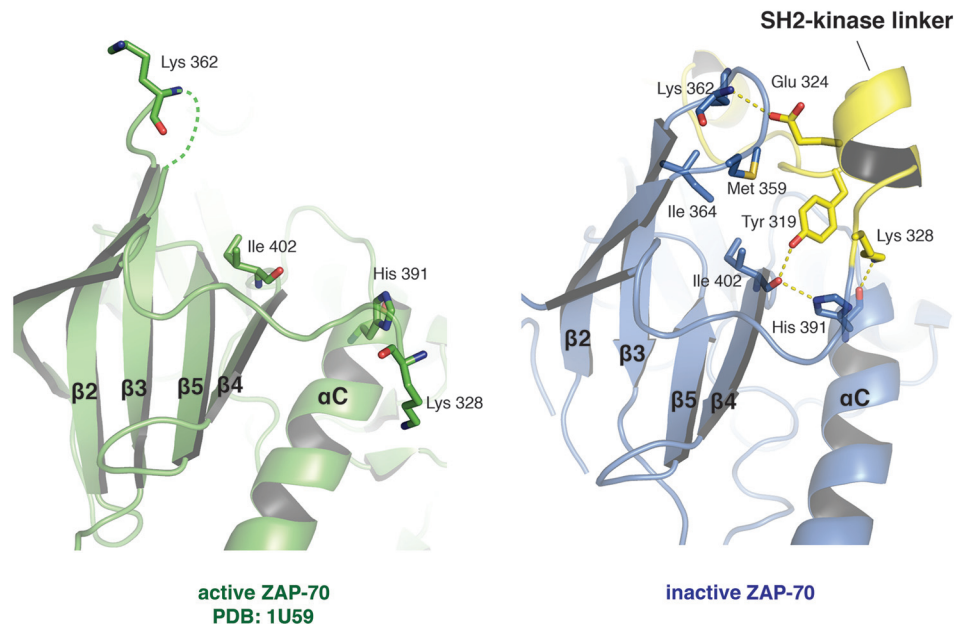 SH2-kinase linker
Lys 362
Lys 362
Glu 324
Met 359
Ile 364
Tyr 319
Lys 328
Ile 402
His 391
Ile 402
His 391
β2
β3
β5
β4
αC
Lys 328
β2
β3
β5
β4
αC
active ZAP-70
PDB: 1U59
inactive ZAP-70